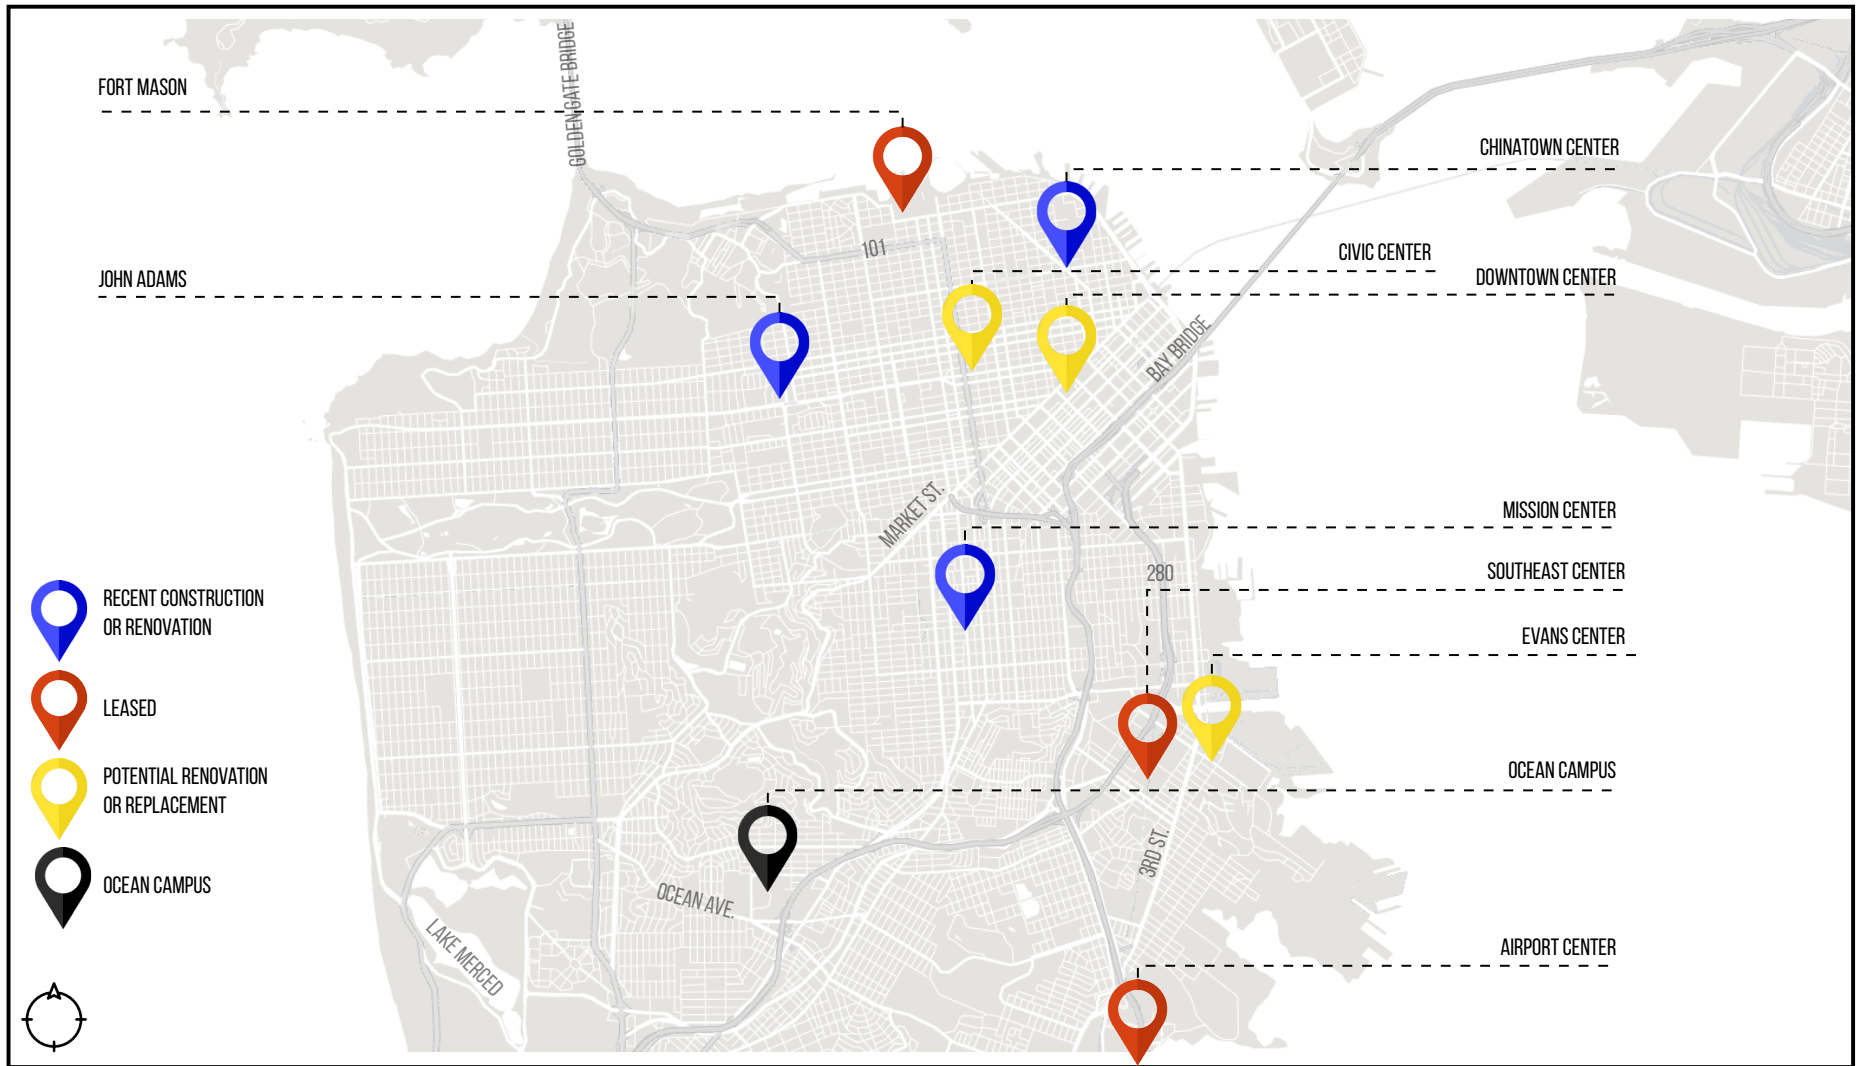 GOLDEN GATE BRIDGE
FORT MASON
CHINATOWN CENTER
101
CIVIC CENTER
JOHN ADAMS
DOWNTOWN CENTER
BAY BRIDGE
MARKET ST.
MISSION CENTER
280
SOUTHEAST CENTER
EVANS CENTER
RECENT CONSTRUCTION
OR RENOVATION
LEASED
POTENTIAL RENOVATION
OR REPLACEMENT
OCEAN CAMPUS
OCEAN CAMPUS
3RD ST.
OCEAN AVE.
LAKE MERCED
AIRPORT CENTER